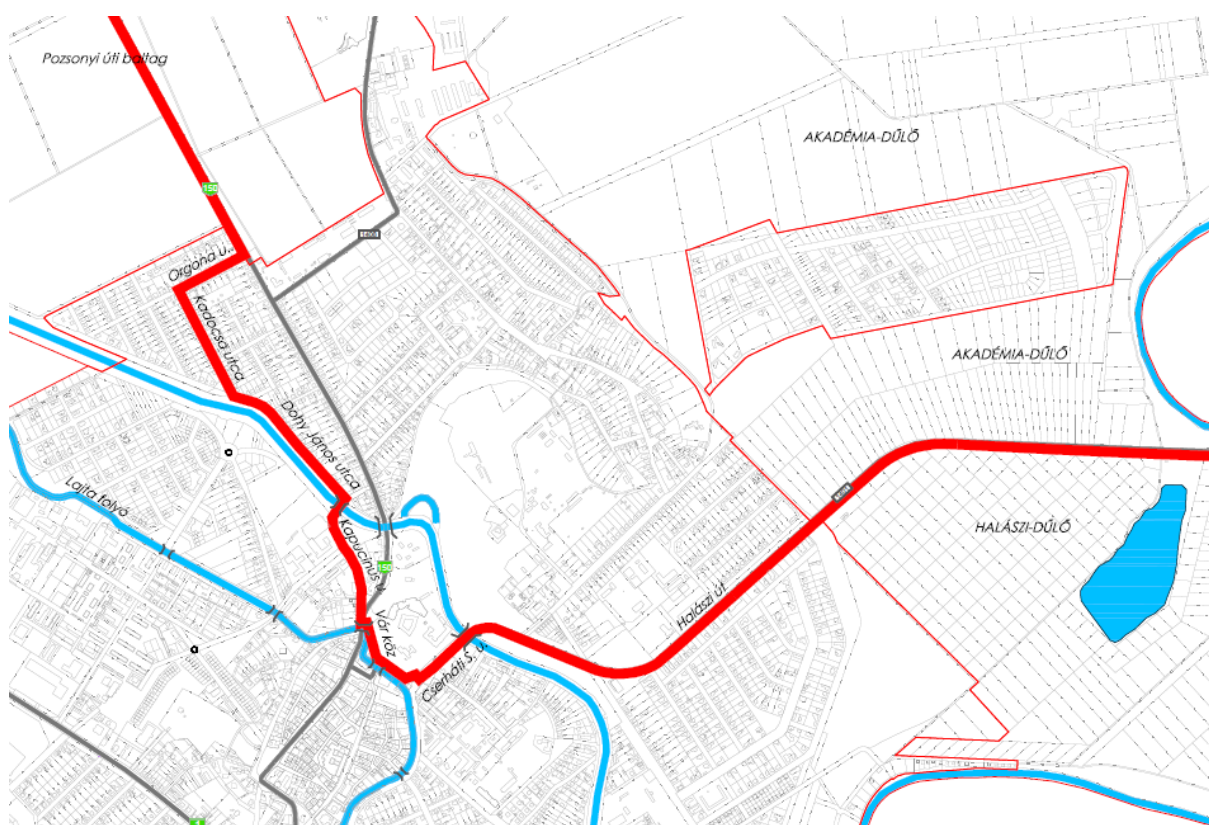 Pozsonyi úti baltag
AKADÉMIA-DŰLŐ
150
Orgona u.
Kadocsa utca
AKADÉMIA-DŰLŐ
Dohy János utca
Lajta folyó
Kapucinus u.
HALÁSZI-DŰLŐ
150
Vár köz
Halászi út
Cserháti S. u.